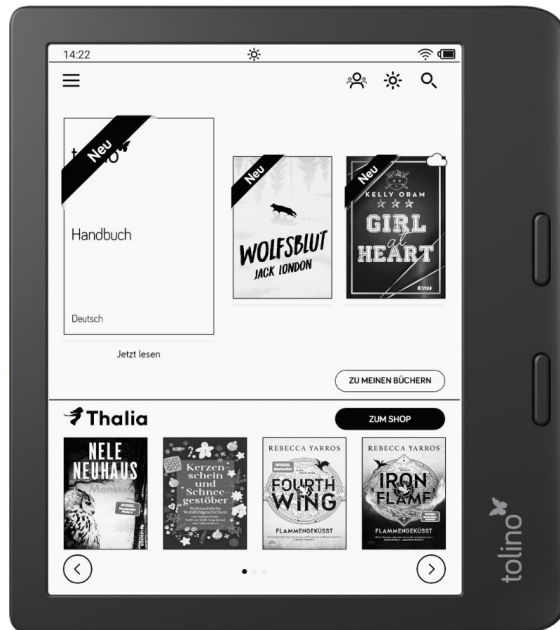 14:22
Neu
Handbuch
Deutsch
Jetzt lesen
Neu
WOLFSBLUT
JACK LONDON
Neu
KELLY ORAM
GIRL
at
HEART
ZU MEINEN BÜCHERN
Thalia
ZUM SHOP
NELE
NEUHAUS
Kerzen
schein
und
Schnee
gestöber
REBECCA YARROS
FOURTH
WING
FLAMMENGEKÜSST
REBECCA YARROS
IRON
FLAME
FLAMMENGEKÜSST
tolino